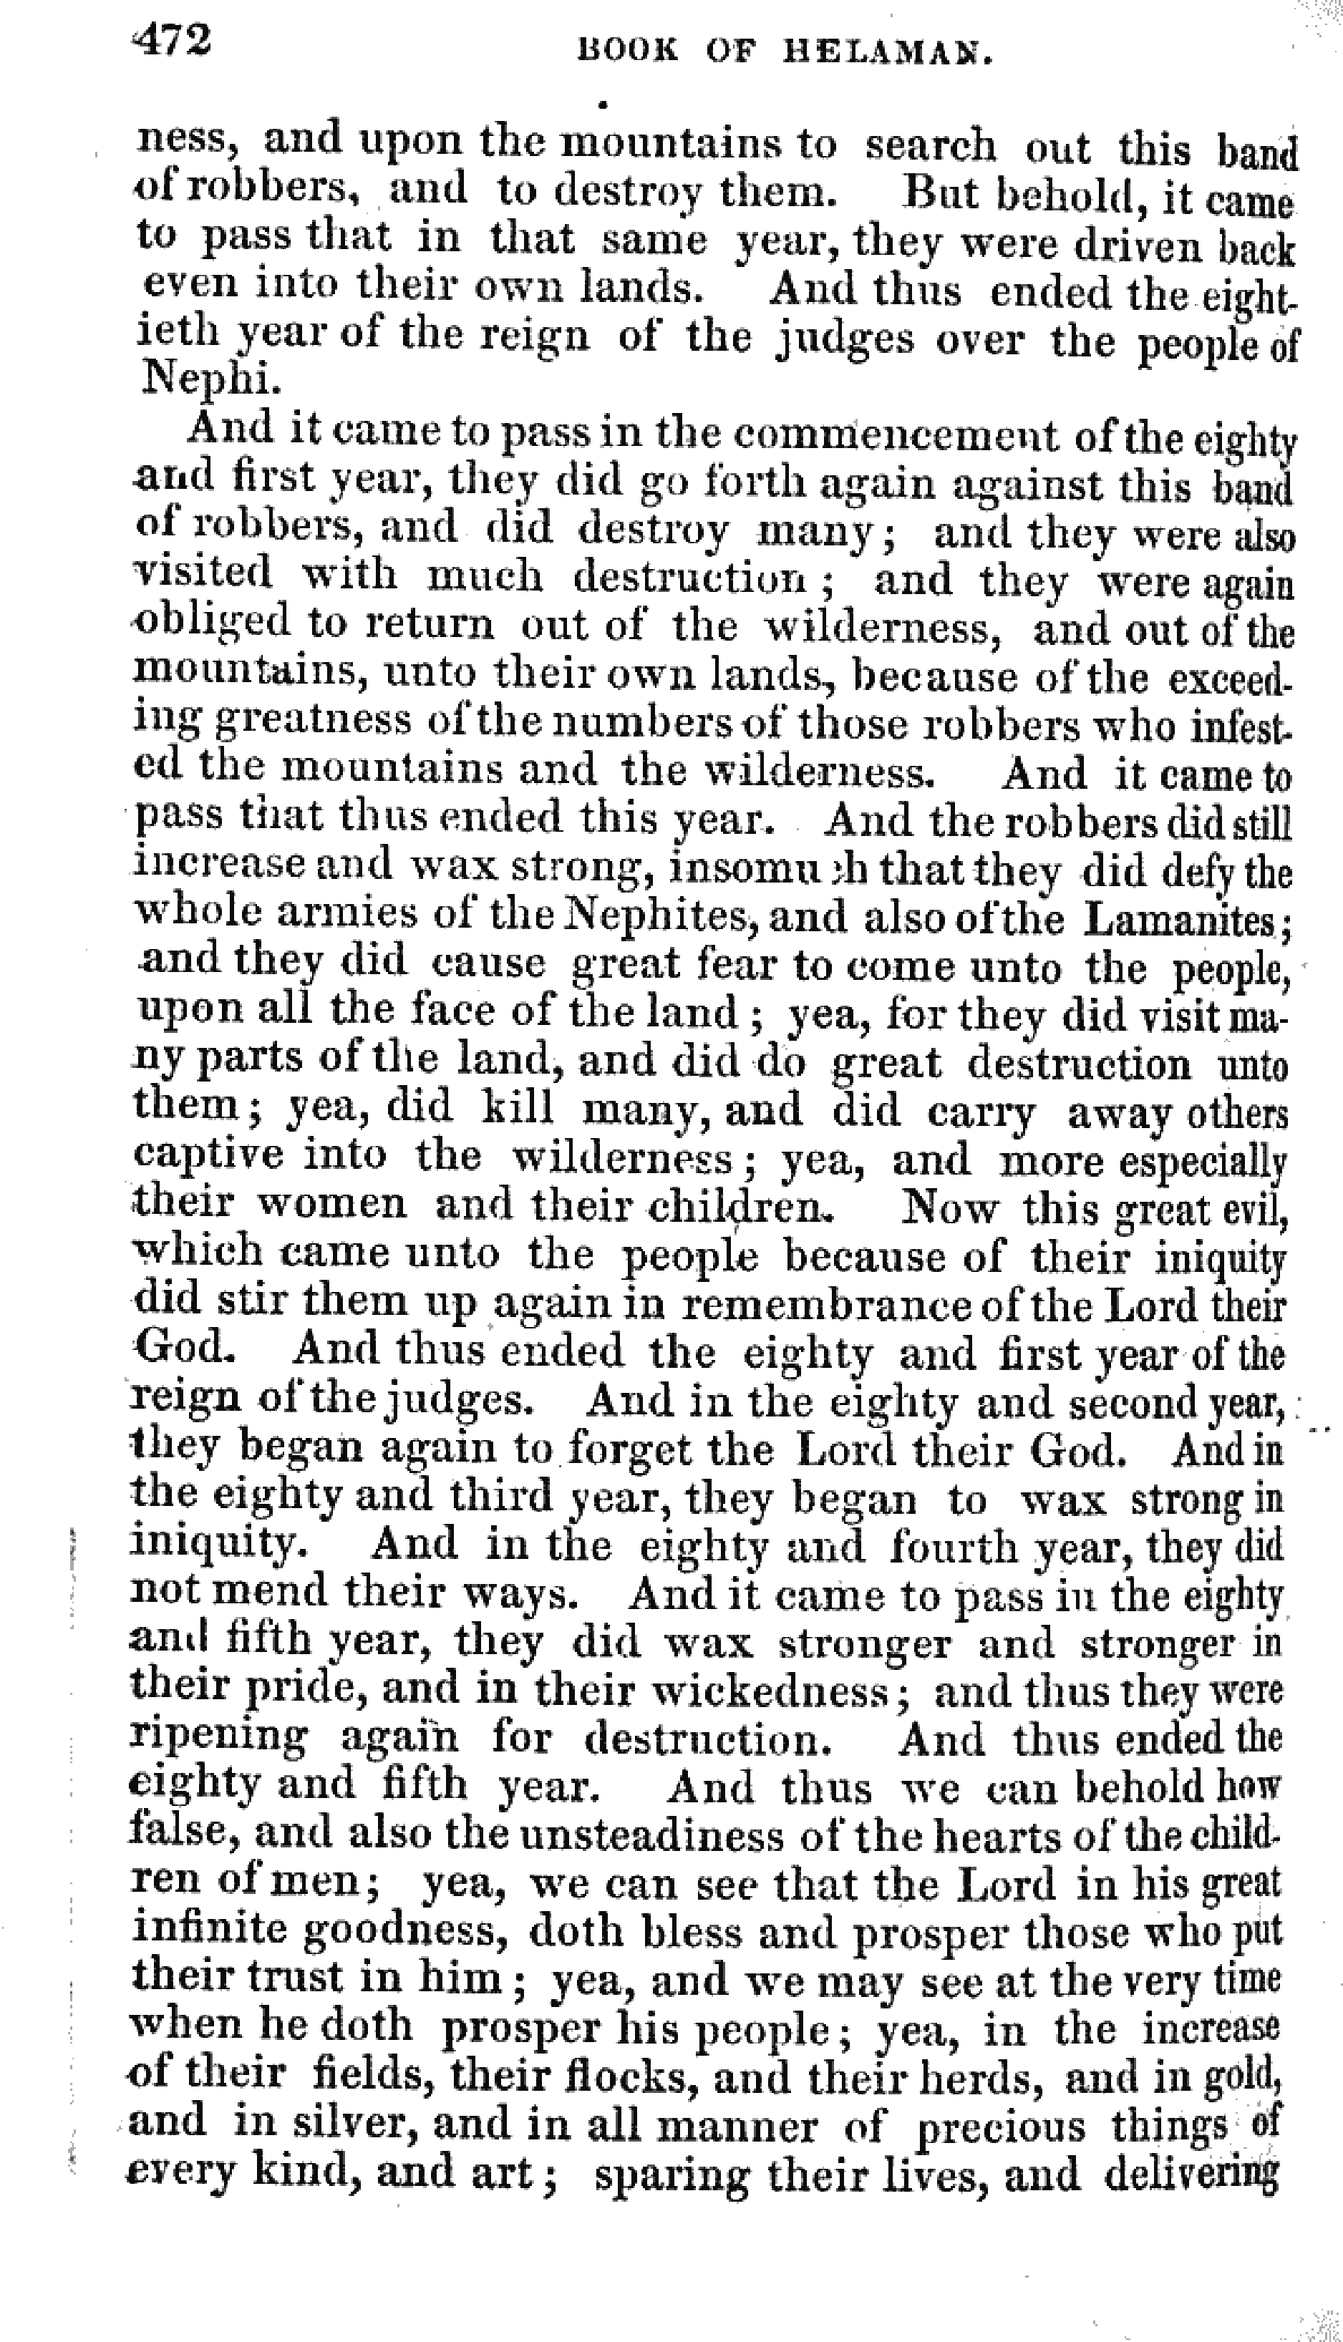 472 BOOK OF HELAMAN.
ness, and upon the mountains to search out this band
of robbers, and to destroy them. But behold, it came
to pass that in that same year, they were driven back
even into their own lands. And thus ended the eight-
ieth year of the reign of the judges over the people of
Nephi.
And it came to pass in the commencement of the eighty
and first year, they did go forth again against this band
of robbers, and did destroy many; and they were also
visited with much destruction; and they were again
obliged to return out of the wilderness, and out of the
mountains, unto their own lands, because of the exceed-
ing greatness of the numbers of those robbers who infest-
ed the mountains and the wilderness. And it came to
pass that thus ended this year. And the robbers did still
increase and wax strong, insomuch that they did defy the
whole armies of the Nephites, and also of the Lamanites;
and they did cause great fear to come unto the people,
upon all the face of the land; yea, for they did visit ma-
ny parts of the land, and did do great destruction unto
them; yea, did kill many, and did carry away others
captive into the wilderness; yea, and more especially
their women and their children. Now this great evil,
which came unto the people because of their iniquity
did stir them up again in remembrance of the Lord their
God. And thus ended the eighty and first year of the
reign of the judges. And in the eighty and second year,
they began again to forget the Lord their God. And in
the eighty and third year, they began to wax strong in
iniquity. And in the eighty and fourth year, they did
not mend their ways. And it came to pass in the eighty
and fifth year, they did wax stronger and stronger in
their pride, and in their wickedness; and thus they were
ripening again for destruction. And thus ended the
eighty and fifth year. And thus we can behold how
false, and also the unsteadiness of the hearts of the child-
ren of men; yea, we can see that the Lord in his great
infinite goodness, doth bless and prosper those who put
their trust in him; yea, and we may see at the very time
when he doth prosper his people; yea, in the increase
of their fields, their flocks, and their herds, and in gold,
and in silver, and in all manner of precious things of
every kind, and art; sparing their lives, and delivering